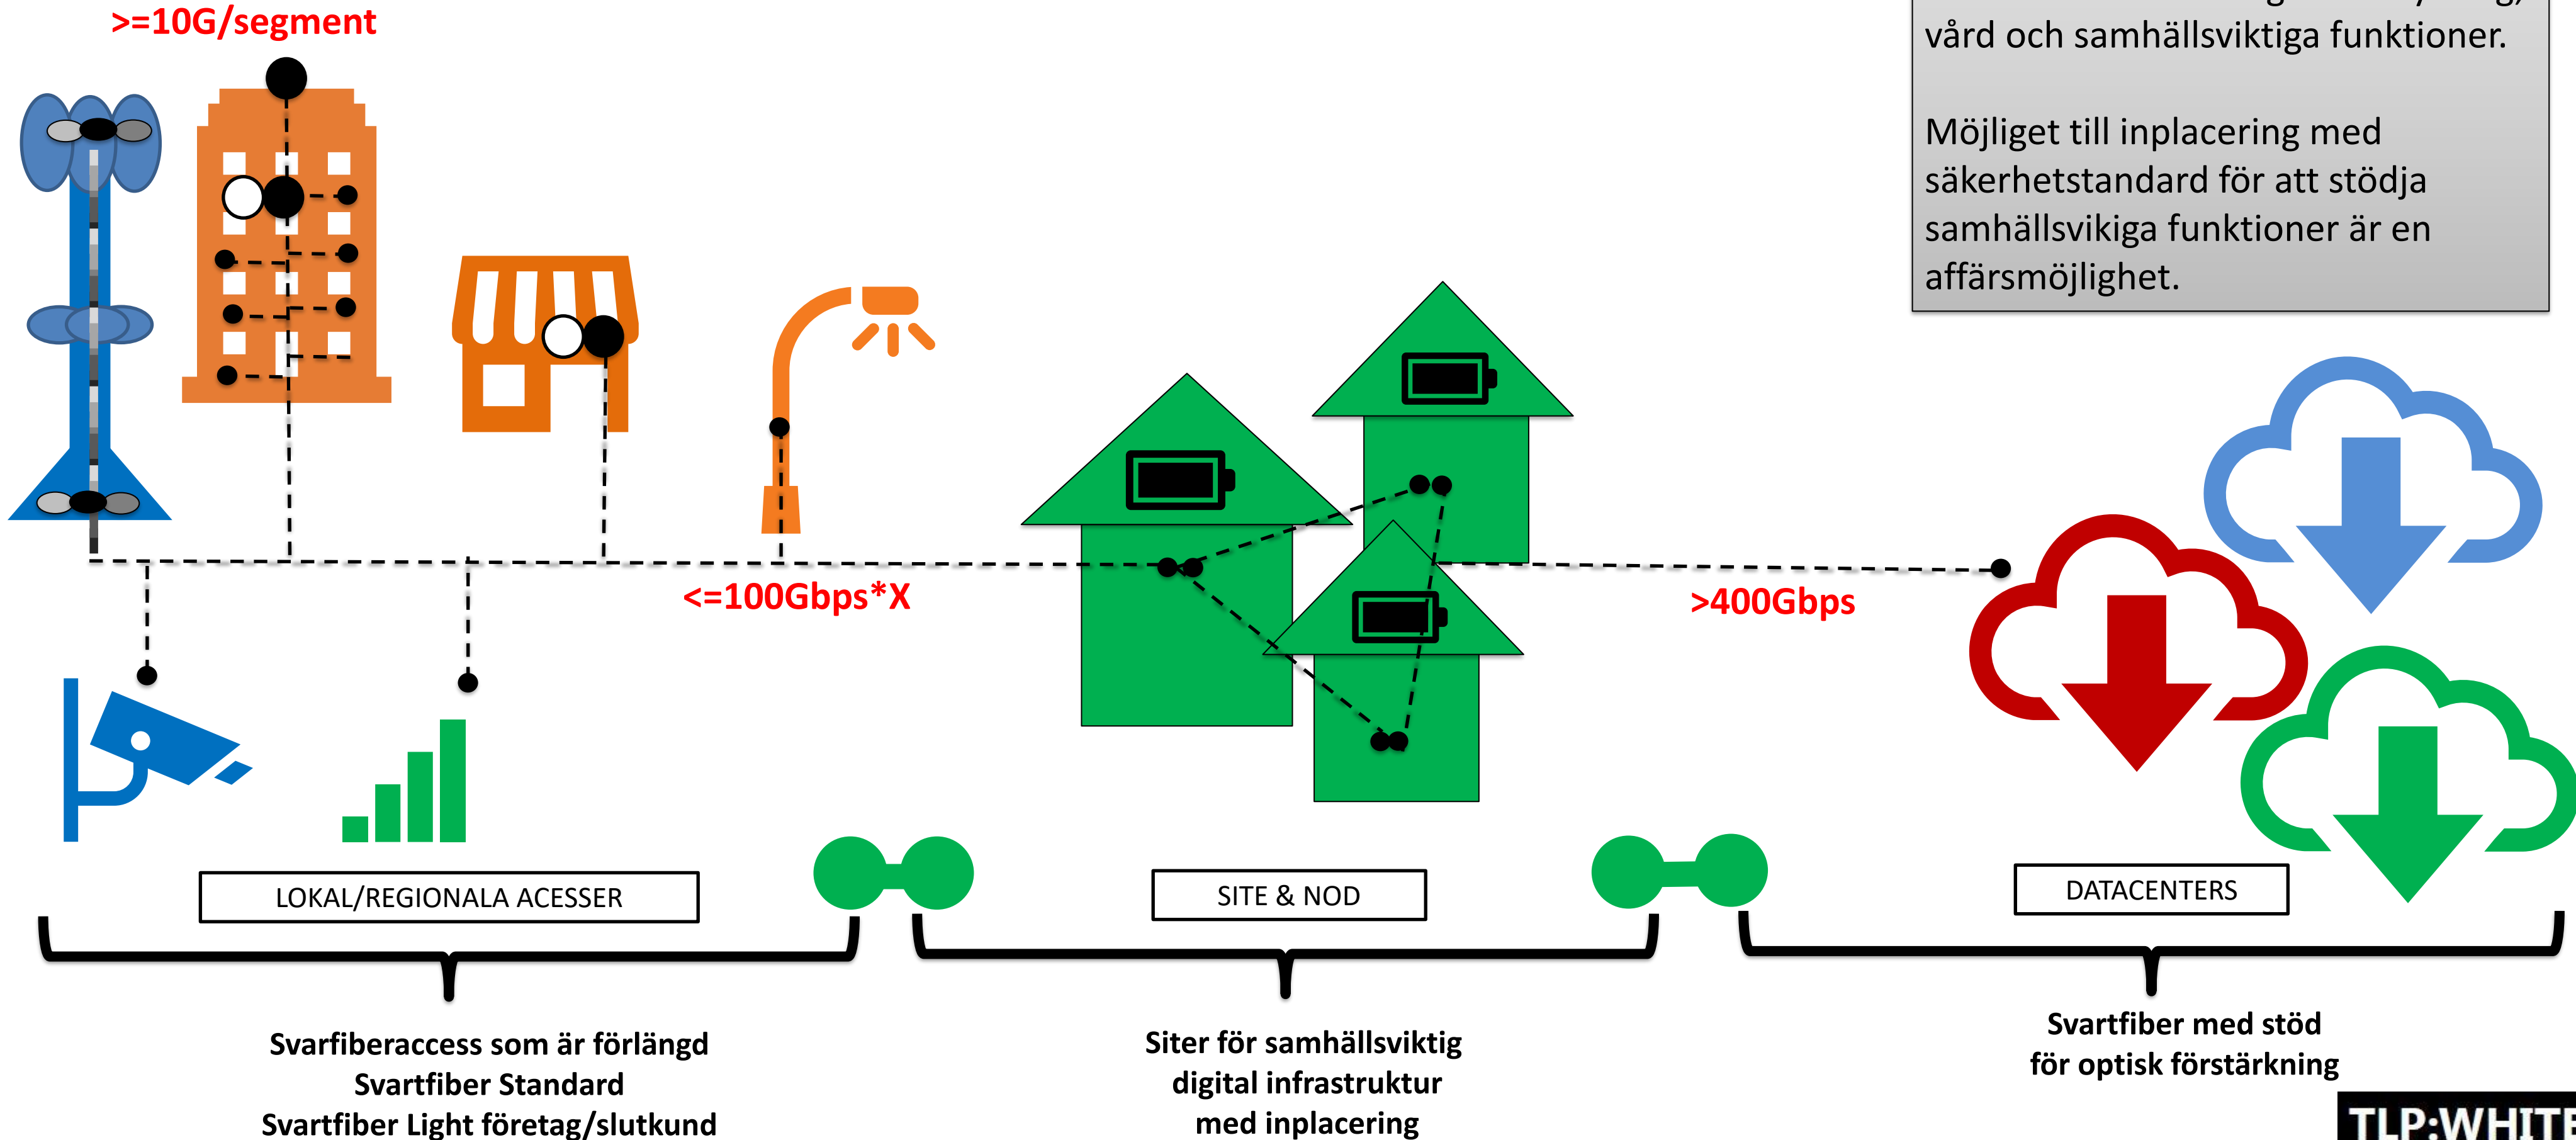 >=10G/segment
vård och samhällsviktiga funktioner.
Möjliget till inplacering med
säkerhetstandard för att stödja
samhällsvikiga funktioner är en
affärsmöjlighet.
<=100Gbps*X
>400Gbps
LOKAL/REGIONALA ACESSER
SITE & NOD
DATACENTERS
Svarfiberaccess som är förlängd
Svartfiber Standard
Svartfiber Light företag/slutkund
Siter för samhällsviktig
digital infrastruktur
med inplacering
Svartfiber med stöd
för optisk förstärkning
TLP:WHITE